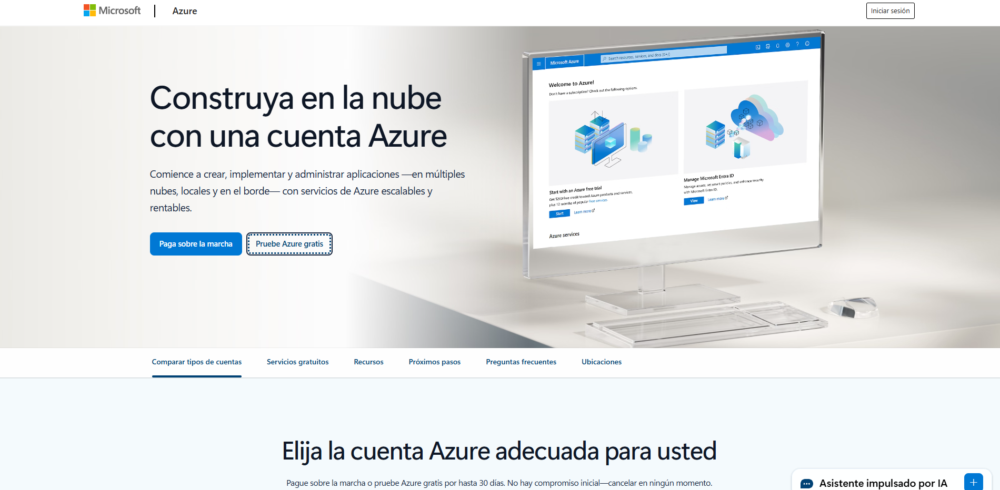 Microsoft
Azure
Iniciar sesión
Construya en la nube
con una cuenta Azure
Comience a crear, implementar y administrar aplicaciones —en múltiples
nubes, locales y en el borde— con servicios de Azure escalables y
rentables.
Paga sobre la marcha
Pruebe Azure gratis
Microsoft Azure
Search resources, services, and docs (G+/)
Welcome to Azure!
Don't have a subscription? Check out the following options.
Start with an Azure free trial
Get $200 free credit toward Azure products and services,
plus 12 months of popular free services.
Start
Learn more
Manage Microsoft Entra ID
Manage access, set smart policies, and enhance security
with Microsoft Entra ID.
View
Learn more
Azure services
Comparar tipos de cuentas
Servicios gratuitos
Recursos
Próximos pasos
Preguntas frecuentes
Ubicaciones
Elija la cuenta Azure adecuada para usted
Pague sobre la marcha o pruebe Azure gratis por hasta 30 días. No hay compromiso inicial—cancelar en ningún momento.
Asistente impulsado por IA